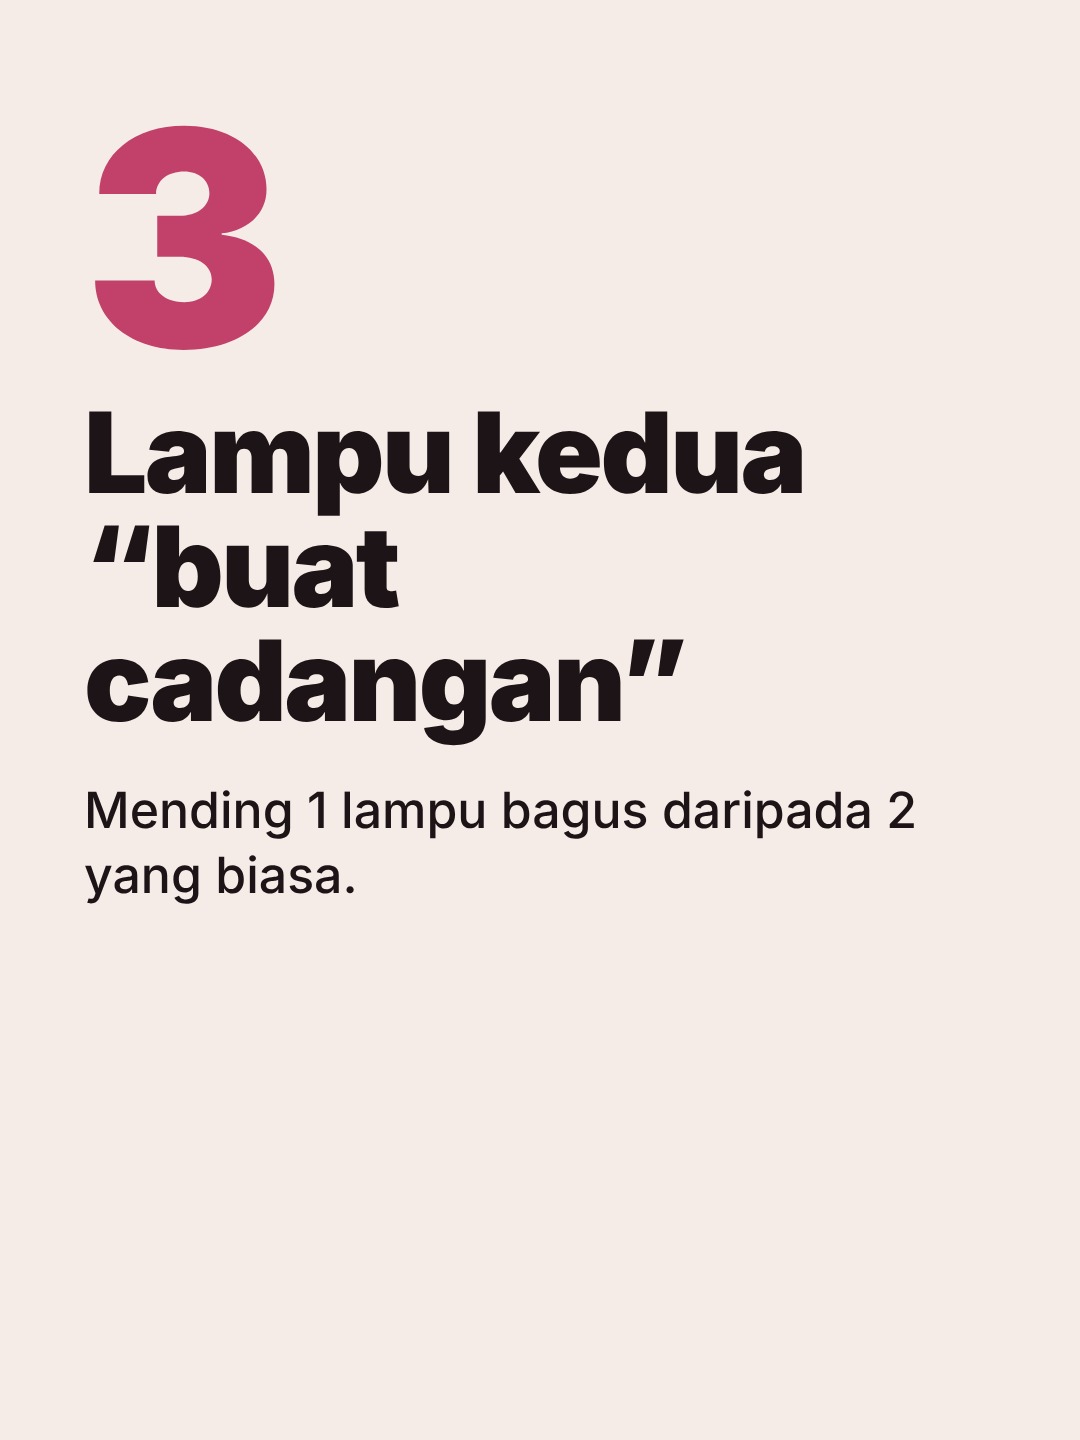 3
Lampu kedua
“buat
cadangan”
Mending 1 lampu bagus daripada 2
yang biasa.